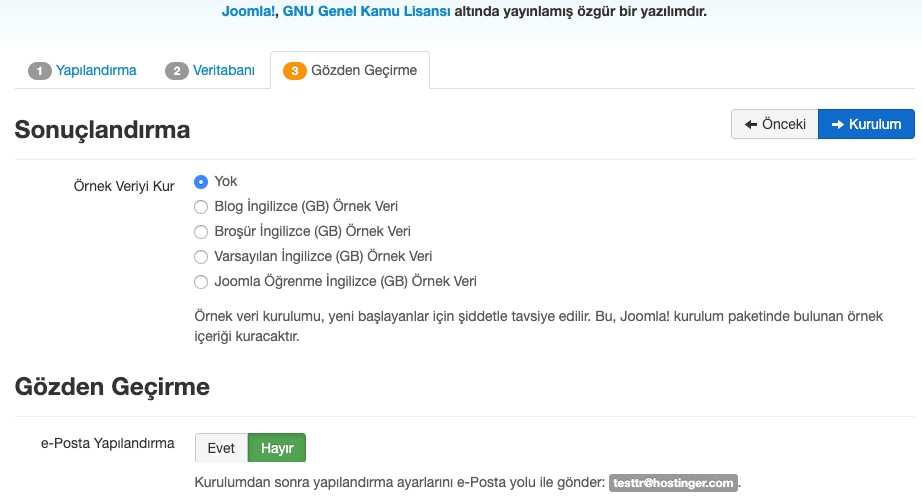 Joomla!, GNU Genel Kamu Lisansı altında yayınlamış özgür bir yazılımdır.
1 Yapılandırma 2 Veritabanı 3 Gözden Geçirme
Sonuçlandırma
Önceki Kurulum
Örnek Veriyi Kur
Yok
Blog İngilizce (GB) Örnek Veri
Broşür İngilizce (GB) Örnek Veri
Varsayılan İngilizce (GB) Örnek Veri
Joomla Öğrenme İngilizce (GB) Örnek Veri
Örnek veri kurulumu, yeni başlayanlar için şiddetle tavsiye edilir. Bu, Joomla! kurulum paketinde bulunan örnek
içeriği kuracaktır.
Gözden Geçirme
e-Posta Yapılandırma Evet Hayır
Kurulumdan sonra yapılandırma ayarlarını e-Posta yolu ile gönder: testtr@hostinger.com.